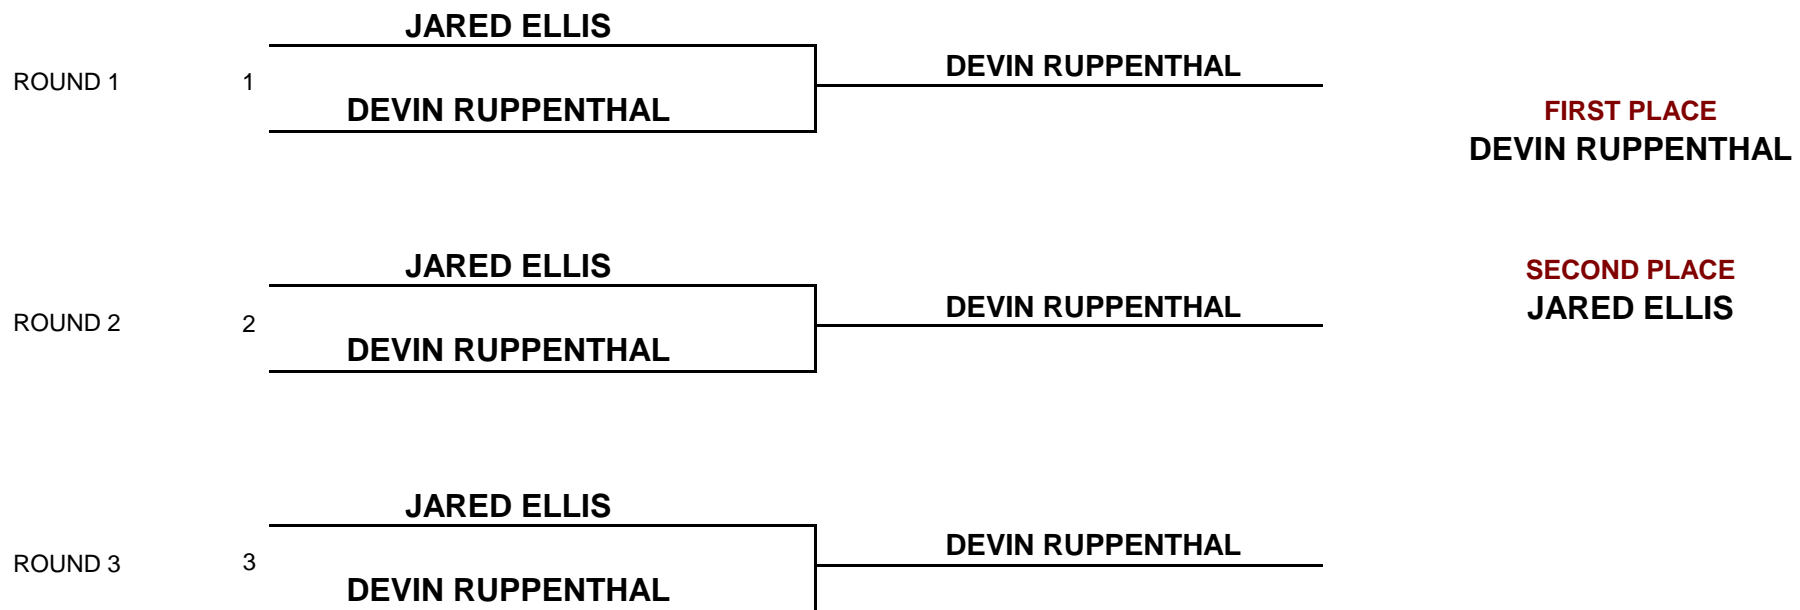 JARED ELLIS
ROUND 1
1
DEVIN RUPPENTHAL
DEVIN RUPPENTHAL
FIRST PLACE
DEVIN RUPPENTHAL
JARED ELLIS
ROUND 2
2
DEVIN RUPPENTHAL
DEVIN RUPPENTHAL
SECOND PLACE
JARED ELLIS
JARED ELLIS
ROUND 3
3
DEVIN RUPPENTHAL
DEVIN RUPPENTHAL